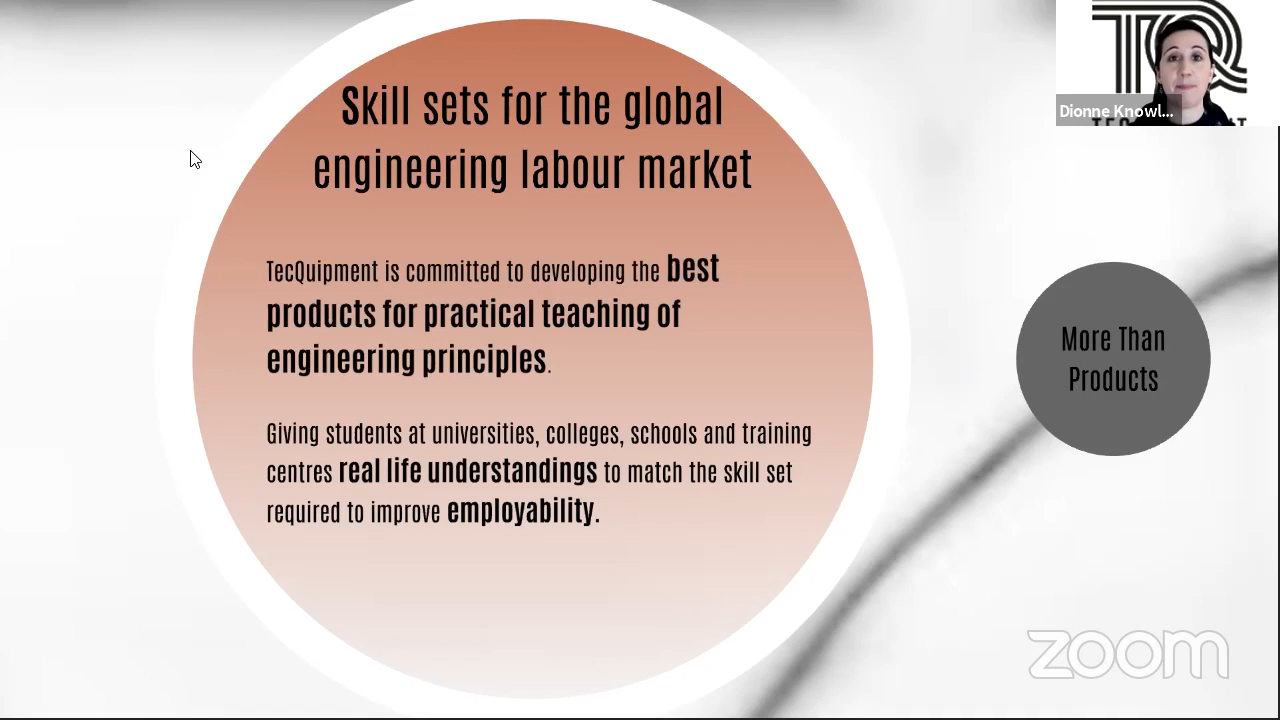 Skill sets for the global
engineering labour market
TecQuipment is committed to developing the best
products for practical teaching of
engineering principles.
Giving students at universities, colleges, schools and training
centres real life understandings to match the skill set
required to improve employability.
More Than
Products
TQ
Dionne Knowl...
zoom